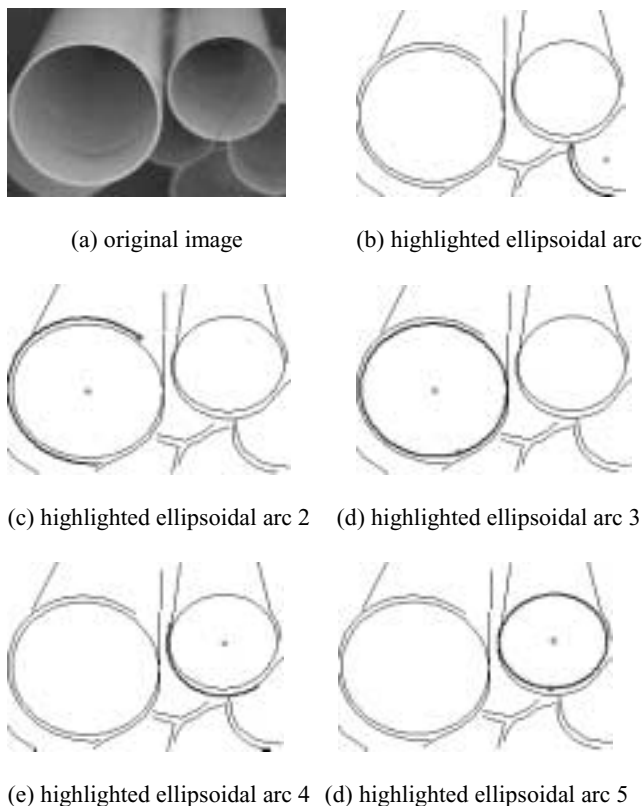 (a) original image
(b) highlighted ellipsoidal arc
(c) highlighted ellipsoidal arc 2
(d) highlighted ellipsoidal arc 3
(e) highlighted ellipsoidal arc 4
(d) highlighted ellipsoidal arc 5